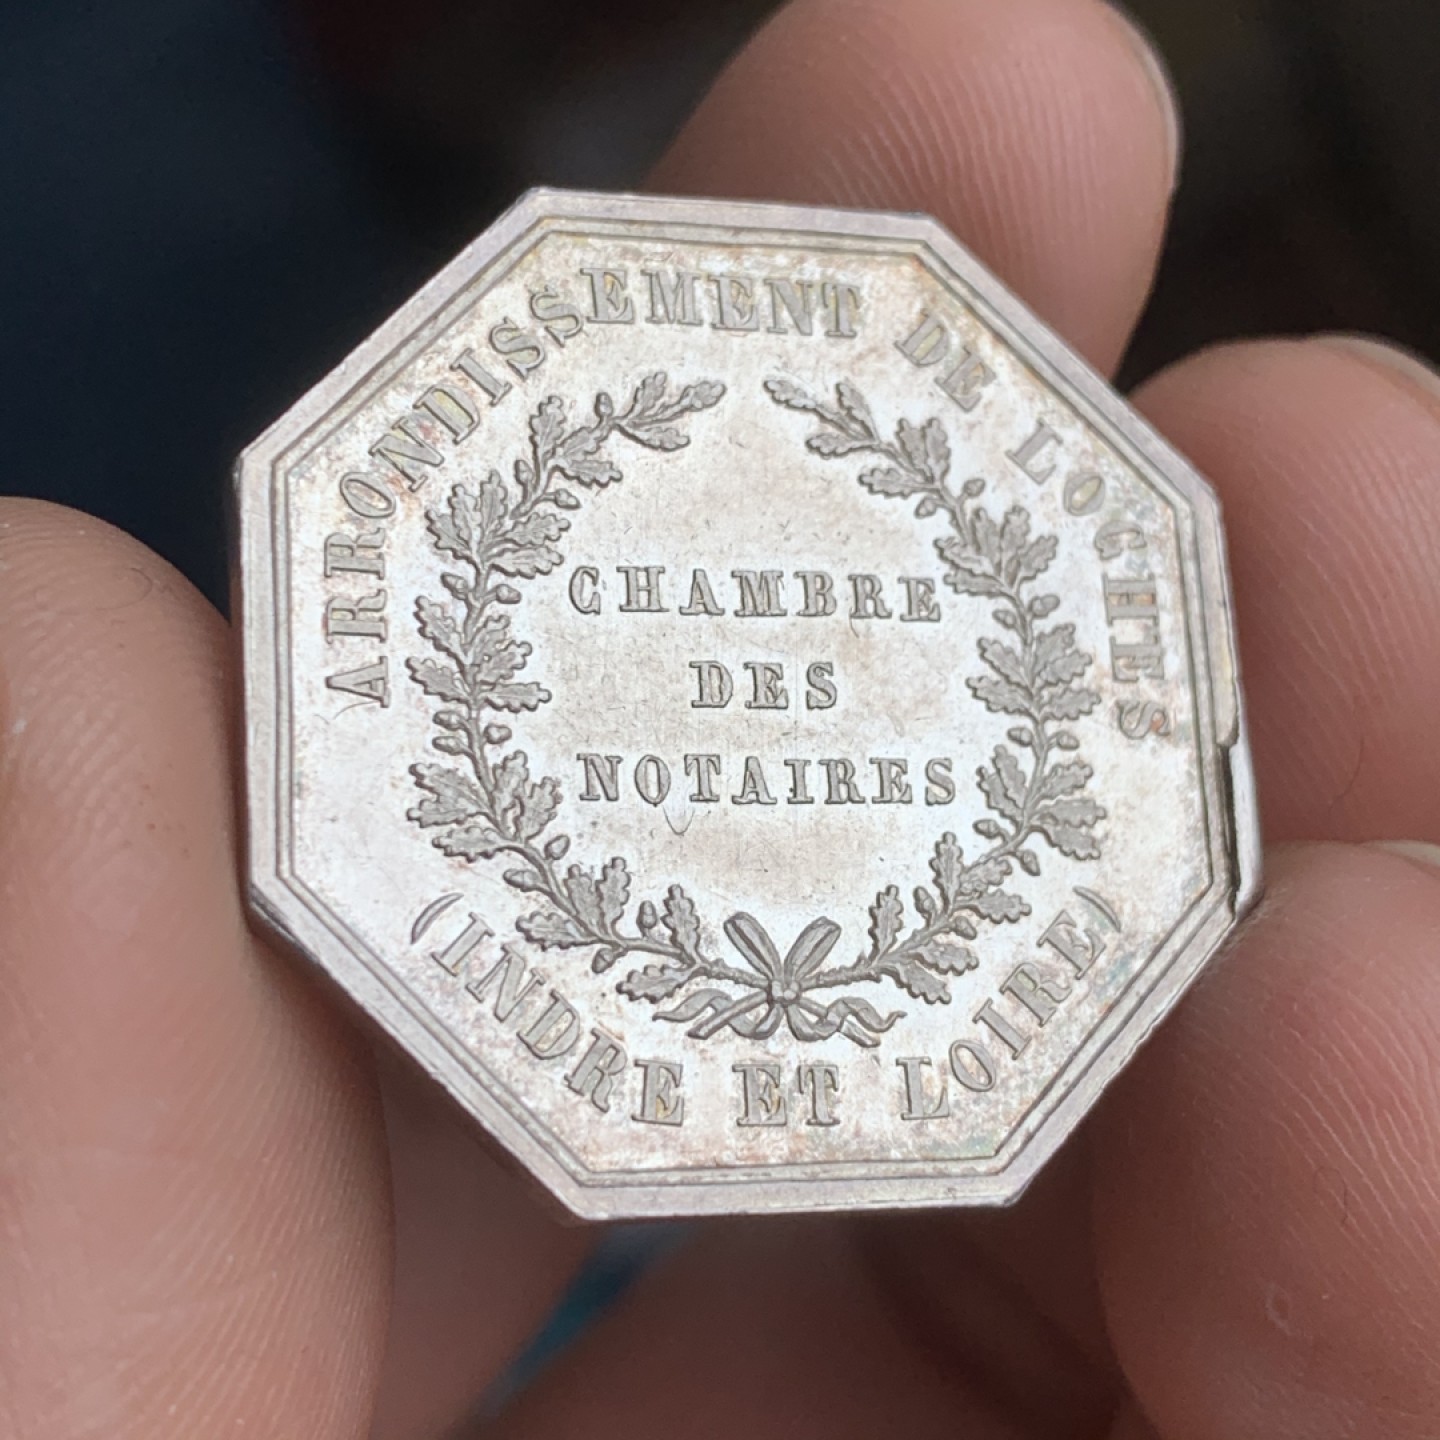 ARRONDISSEMENT DE LOCHES
CHAMBRE
DES
NOTAIRES
(INDRE ET LOIRE)